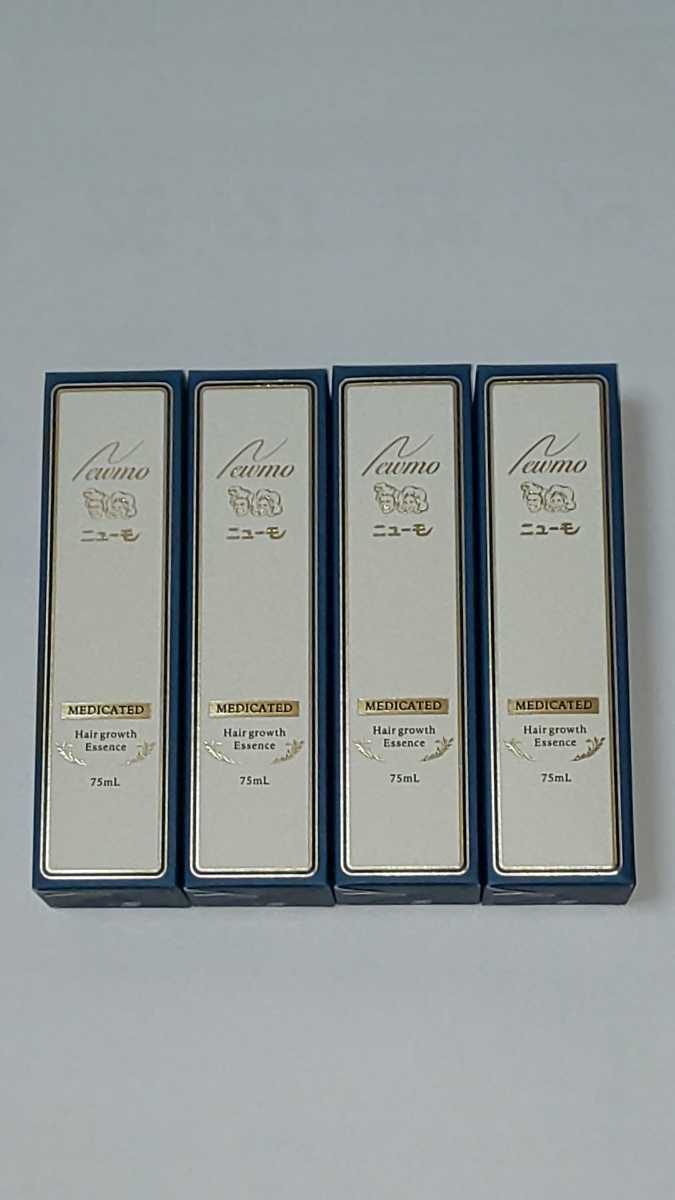 Newmo
ニューモ
MEDICATED
Hair growth
Essence
75mL
Newmo
ニューモ
MEDICATED
Hair growth
Essence
75mL
Newmo
ニューモ
MEDICATED
Hair growth
Essence
75mL
Newmo
ニューモ
MEDICATED
Hair growth
Essence
75mL